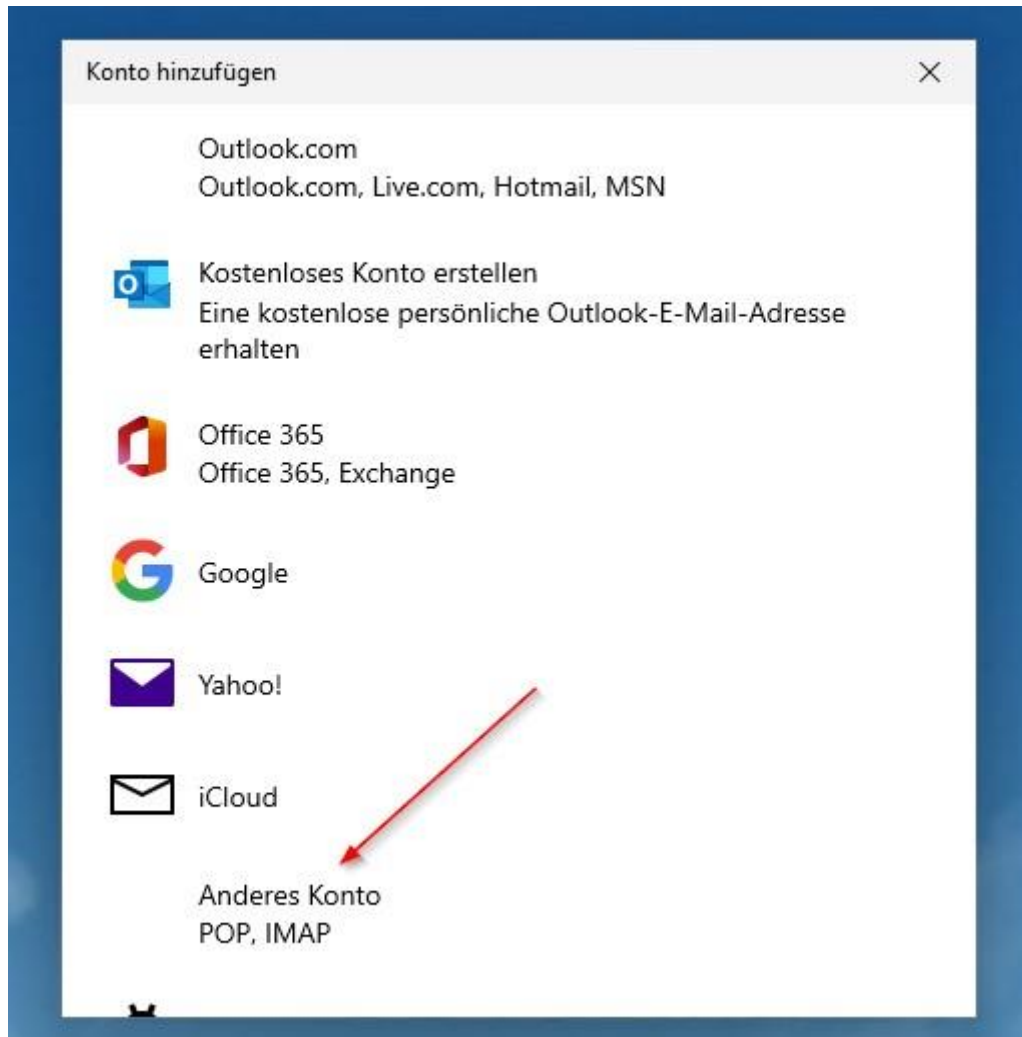 Konto hinzufügen
Outlook.com
Outlook.com, Live.com, Hotmail, MSN
Kostenloses Konto erstellen
Eine kostenlose persönliche Outlook-E-Mail-Adresse
erhalten
Office 365
Office 365, Exchange
Google
Yahoo!
iCloud
Anderes Konto
POP, IMAP